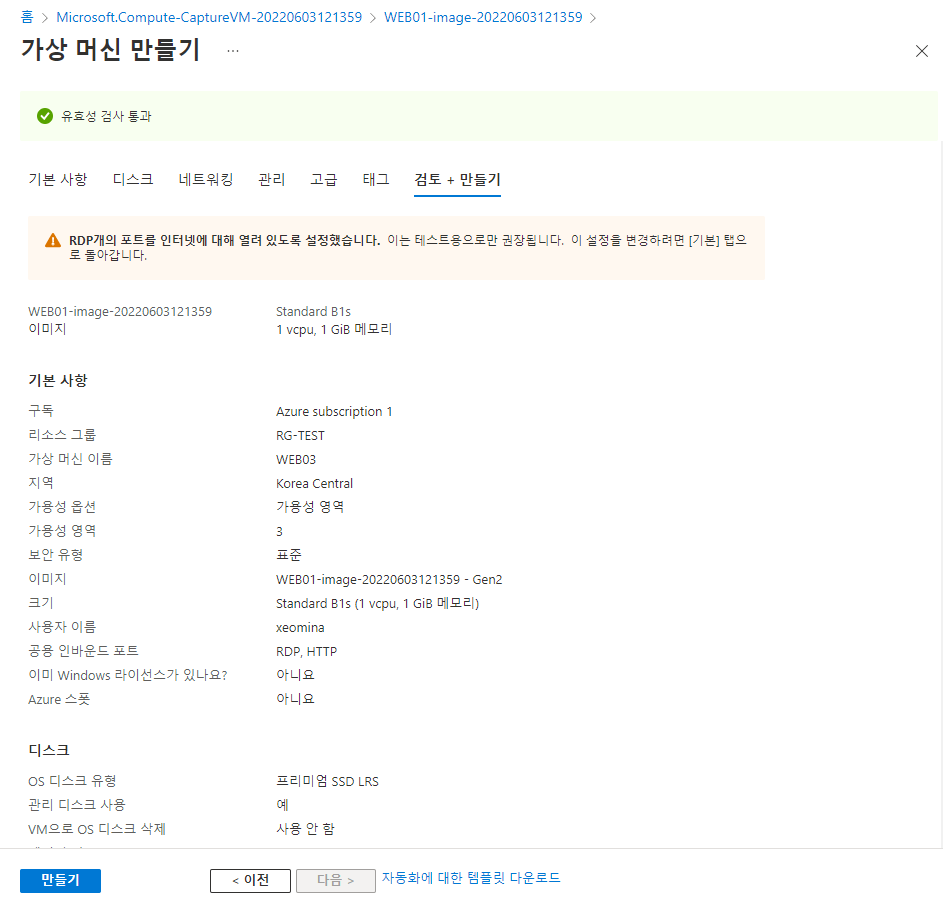 홈 > Microsoft.Compute-CaptureVM-20220603121359 > WEB01-image-20220603121359 >
가상 머신 만들기 ...
유효성 검사 통과
기본 사항 디스크 네트워킹 관리 고급 태그 검토 + 만들기
RDP개의 포트를 인터넷에 대해 열려 있도록 설정했습니다. 이는 테스트용으로만 권장됩니다. 이 설정을 변경하려면 [기본] 탭으
로 돌아갑니다.
WEB01-image-20220603121359 Standard B1s
이미지 1 vcpu, 1 GiB 메모리
기본 사항
구독 Azure subscription 1
리소스 그룹 RG-TEST
가상 머신 이름 WEB03
지역 Korea Central
가용성 옵션 가용성 영역
가용성 영역 3
보안 유형 표준
이미지 WEB01-image-20220603121359 - Gen2
크기 Standard B1s (1 vcpu, 1 GiB 메모리)
사용자 이름 xeomina
공용 인바운드 포트 RDP, HTTP
이미 Windows 라이선스가 있나요? 아니요
Azure 스폿 아니요
디스크
OS 디스크 유형 프리미엄 SSD LRS
관리 디스크 사용 예
VM으로 OS 디스크 삭제 사용 안 함
만들기 < 이전 다음 > 자동화에 대한 템플릿 다운로드